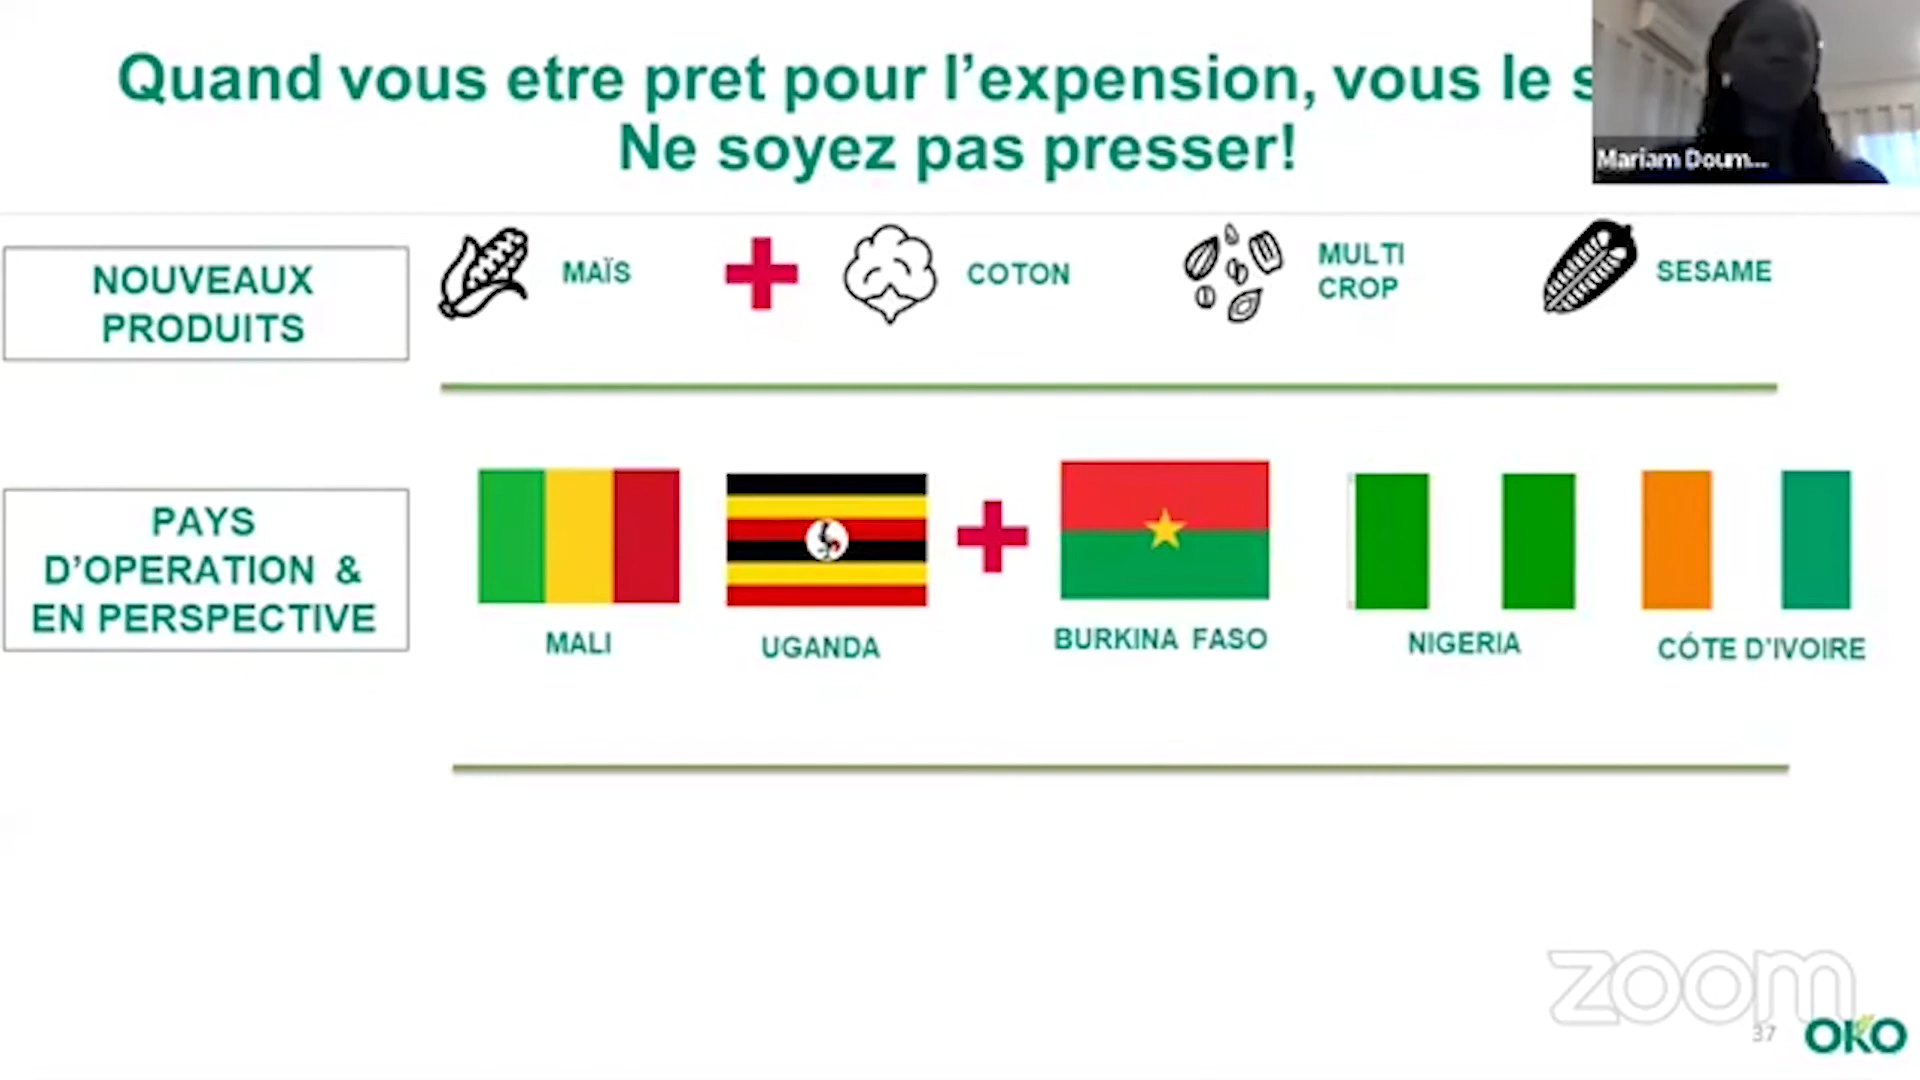 Quand vous etre pret pour l’expension, vous le
Ne soyez pas presser!
Mariam Doum...
NOUVEAUX
PRODUITS
MAÏS
COTON
MULTI
CROP
SESAME
PAYS
D’OPERATION &
EN PERSPECTIVE
MALI
UGANDA
BURKINA FASO
NIGERIA
CÓTE D’IVOIRE
zoom
37
OKO